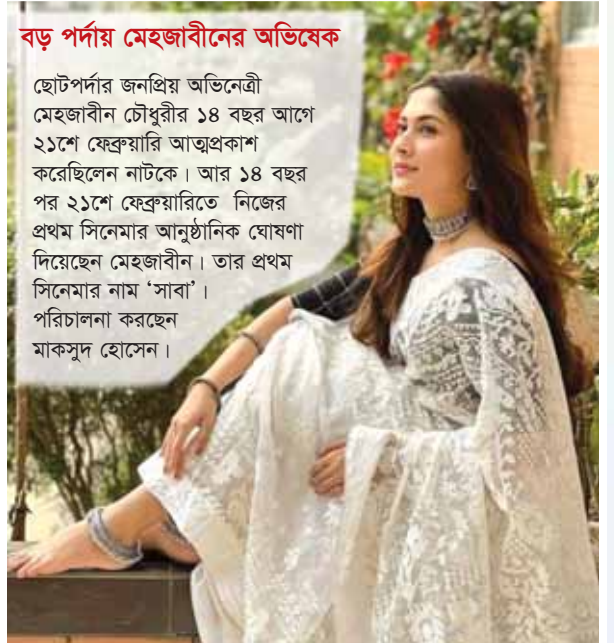 বড় পর্দায় মেহজাবীনের অভিষেক
ছোটপর্দার জনপ্রিয় অভিনেত্রী
মেহজাবীন চৌধুরীর ১৪ বছর আগে
২১শে ফেব্রুয়ারি আত্মপ্রকাশ
করেছিলেন নাটকে। আর ১৪ বছর
পর ২১শে ফেব্রুয়ারিতে নিজের
প্রথম সিনেমার আনুষ্ঠানিক ঘোষণা
দিয়েছেন মেহজাবীন। তার প্রথম
সিনেমার নাম ‘সাবা’।
পরিচালনা করছেন
মাকসুদ হোসেন।